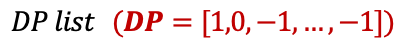 DP list (DP = [1,0, −1, …, −1])